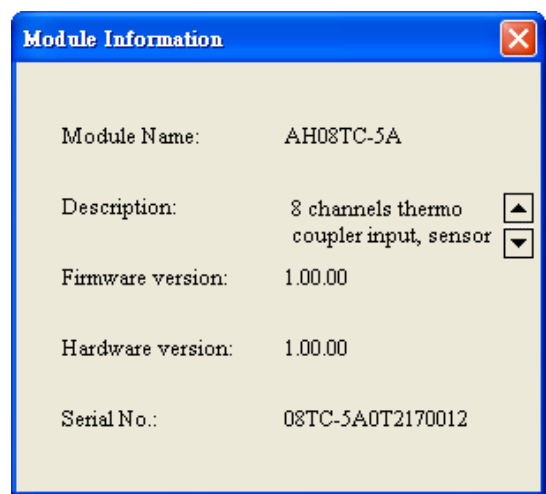 Module Information
Module Name: AH08TC-5A
Description: 8 channels thermo
coupler input, sensor
Firmware version: 1.00.00
Hardware version: 1.00.00
Serial No.: 08TC-5A0T2170012